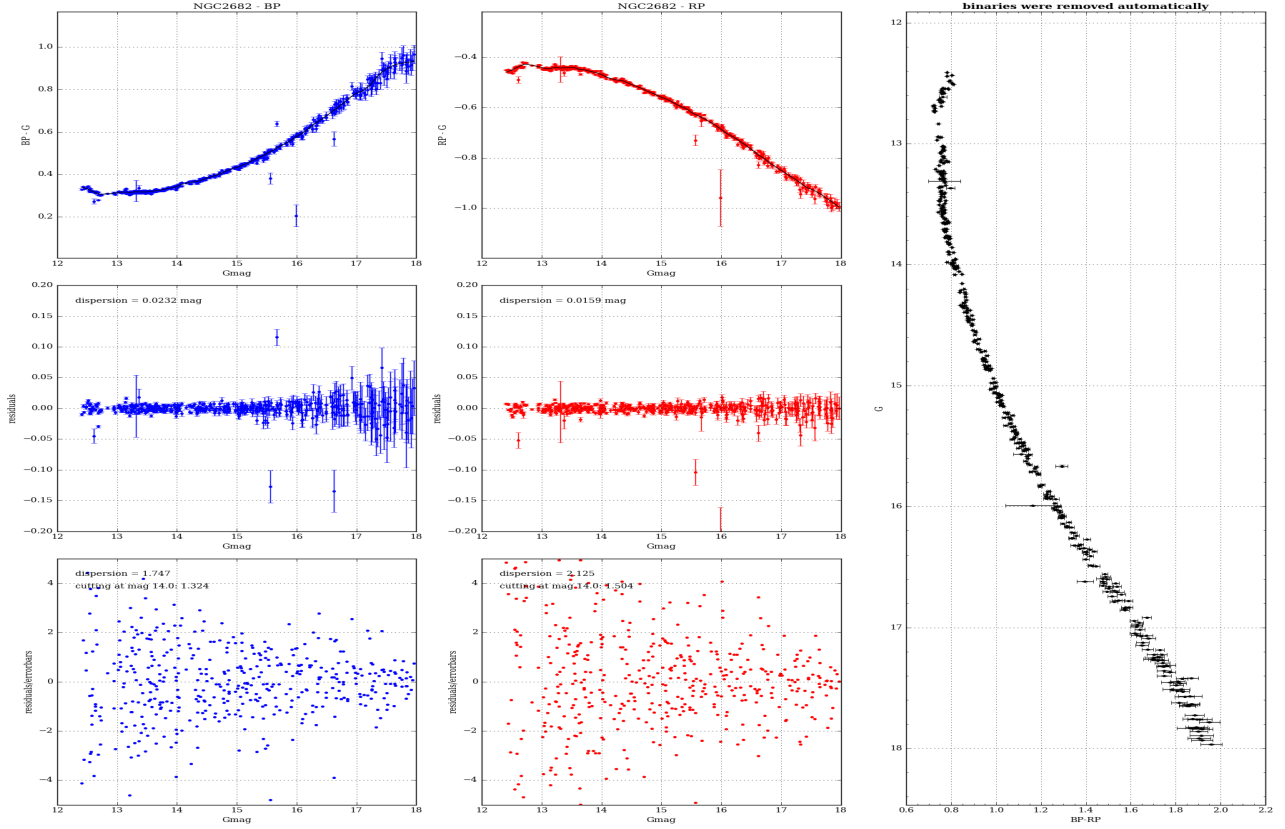 NGC2682 - BP
NGC2682 - RP
binaries were removed automatically
1.0
0.8
0.6
0.4
0.2
BP - G
12 13 14 15 16 17 18
Gmag
−0.4
−0.6
−0.8
−1.0
RP - G
12 13 14 15 16 17 18
Gmag
dispersion = 0.0232 mag
0.20
0.15
0.10
0.05
0.00
−0.05
−0.10
−0.15
−0.20
residuals
12 13 14 15 16 17 18
Gmag
dispersion = 0.0159 mag
0.20
0.15
0.10
0.05
0.00
−0.05
−0.10
−0.15
−0.20
residuals
12 13 14 15 16 17 18
Gmag
dispersion = 1.747
cutting at mag 14.0: 1.324
4
2
0
−2
−4
residuals/errorbars
12 13 14 15 16 17 18
Gmag
dispersion = 2.125
cutting at mag 14.0: 1.504
4
2
0
−2
−4
residuals/errorbars
12 13 14 15 16 17 18
Gmag
12
13
14
15
16
17
18
G
0.6 0.8 1.0 1.2 1.4 1.6 1.8 2.0 2.2
BP-RP